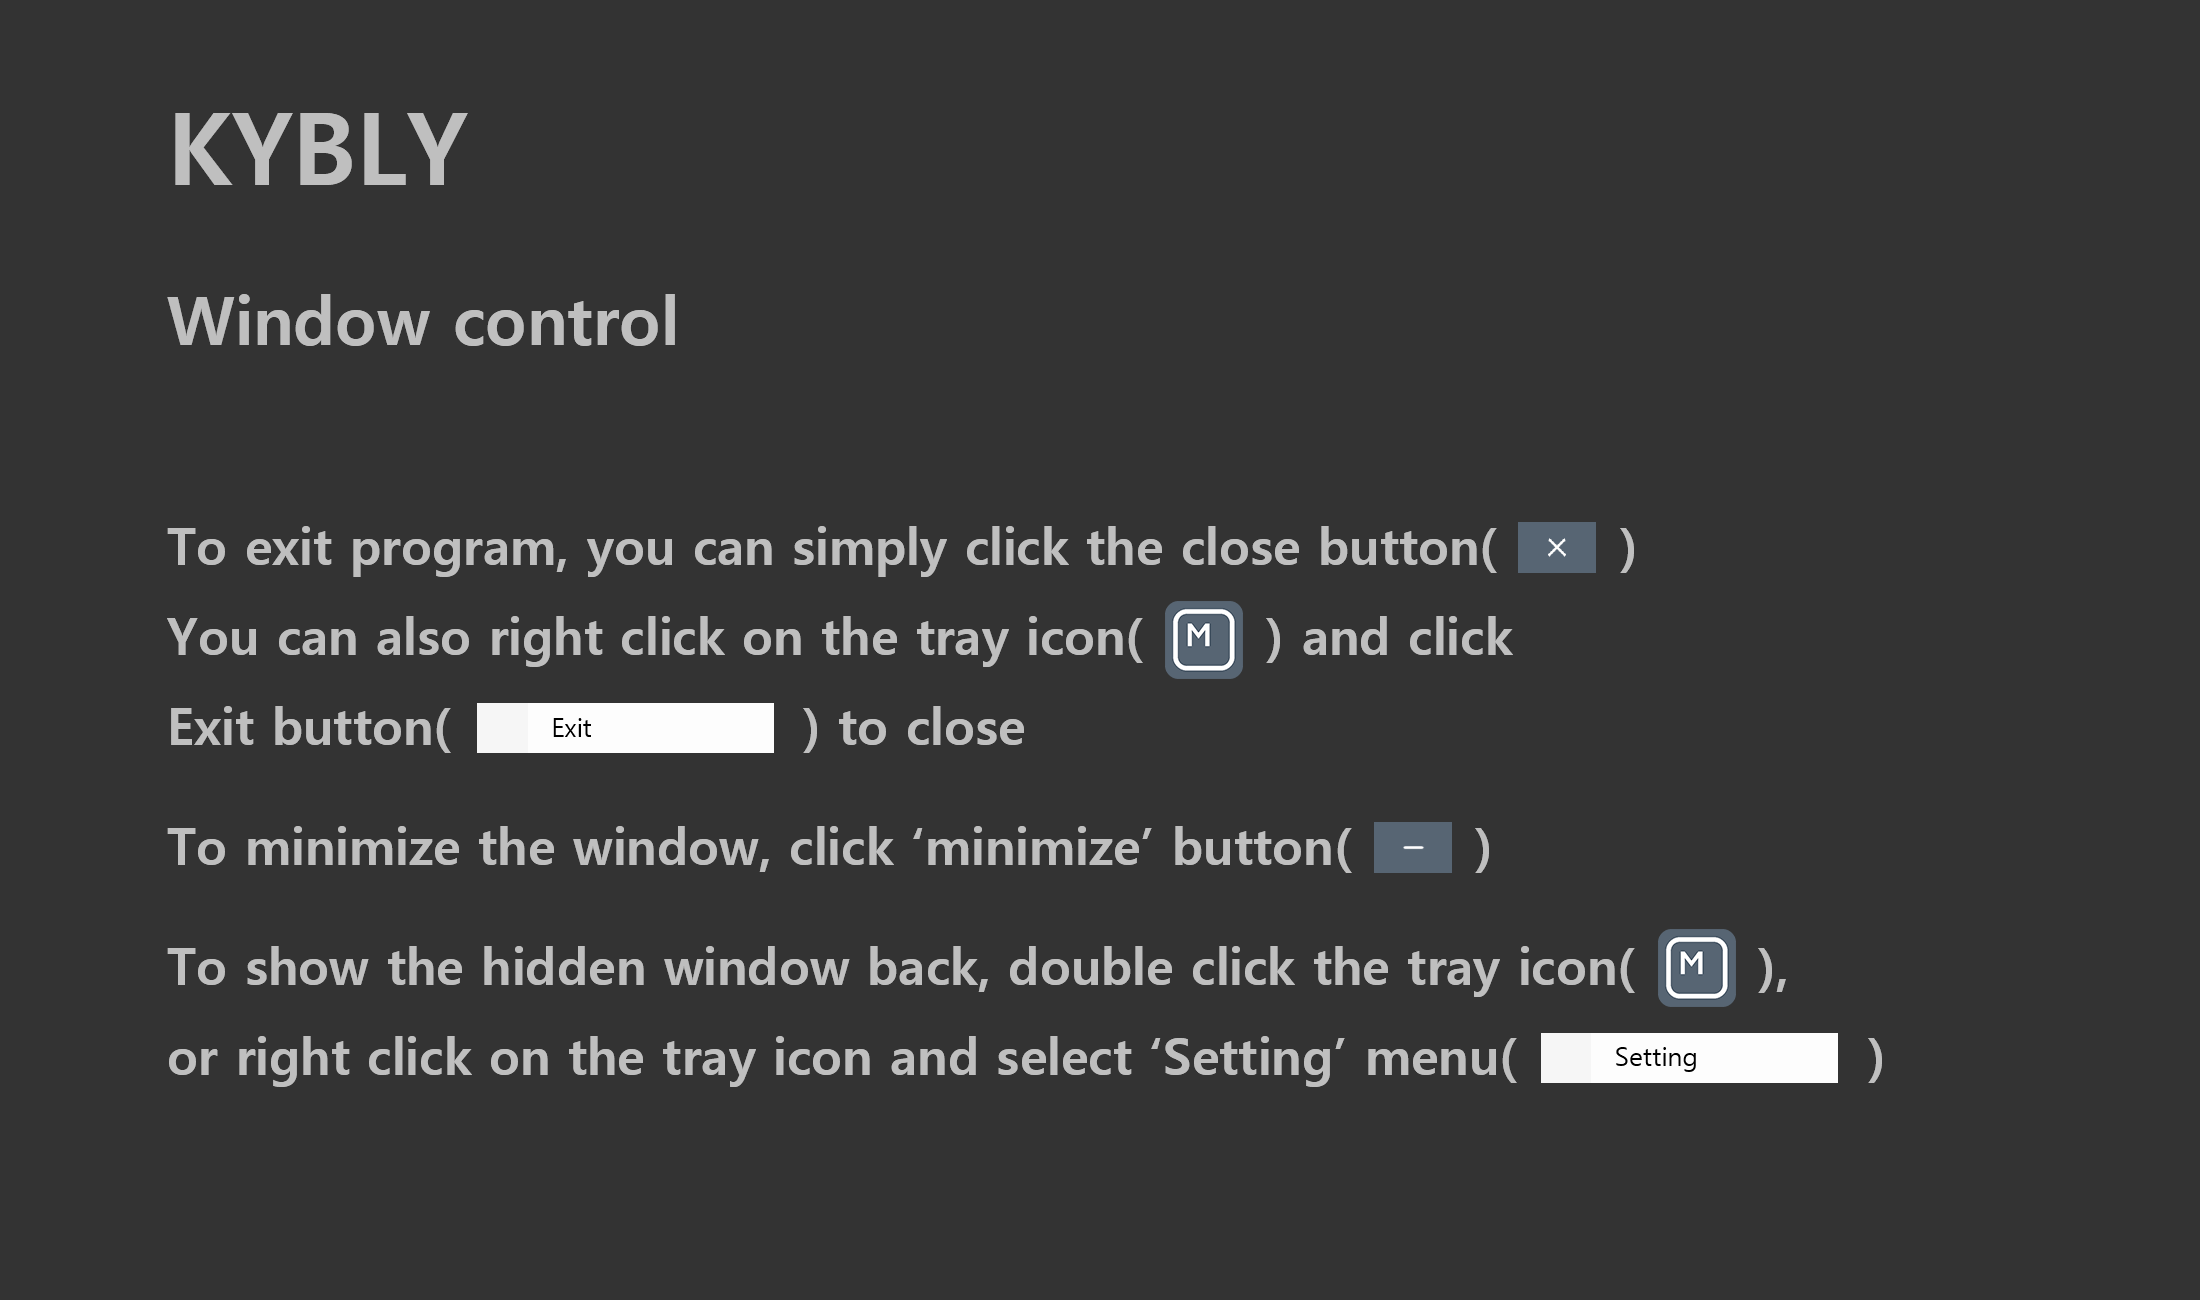 KYBLY
Window control
To exit program, you can simply click the close button( × )
You can also right click on the tray icon( M ) and click
Exit button( Exit ) to close
To minimize the window, click ‘minimize’ button( – )
To show the hidden window back, double click the tray icon( M ),
or right click on the tray icon and select ‘Setting’ menu( Setting )